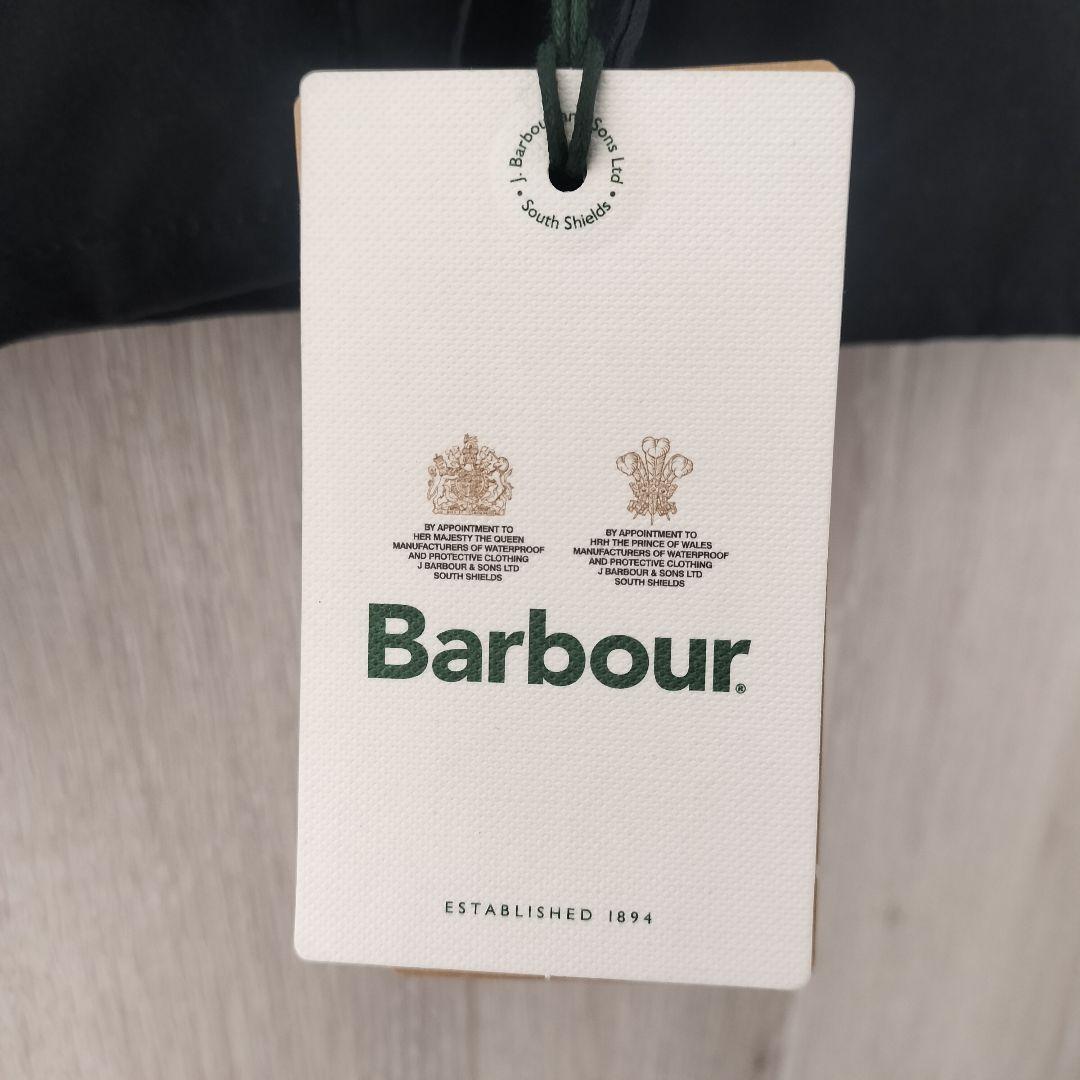 J. Barbour and Sons Ltd
• South Shields •
BY APPOINTMENT TO
HER MAJESTY THE QUEEN
MANUFACTURERS OF WATERPROOF
AND PROTECTIVE CLOTHING
J BARBOUR & SONS LTD
SOUTH SHIELDS
BY APPOINTMENT TO
HRH THE PRINCE OF WALES
MANUFACTURERS OF WATERPROOF
AND PROTECTIVE CLOTHING
J BARBOUR & SONS LTD
SOUTH SHIELDS
Barbour®
ESTABLISHED 1894